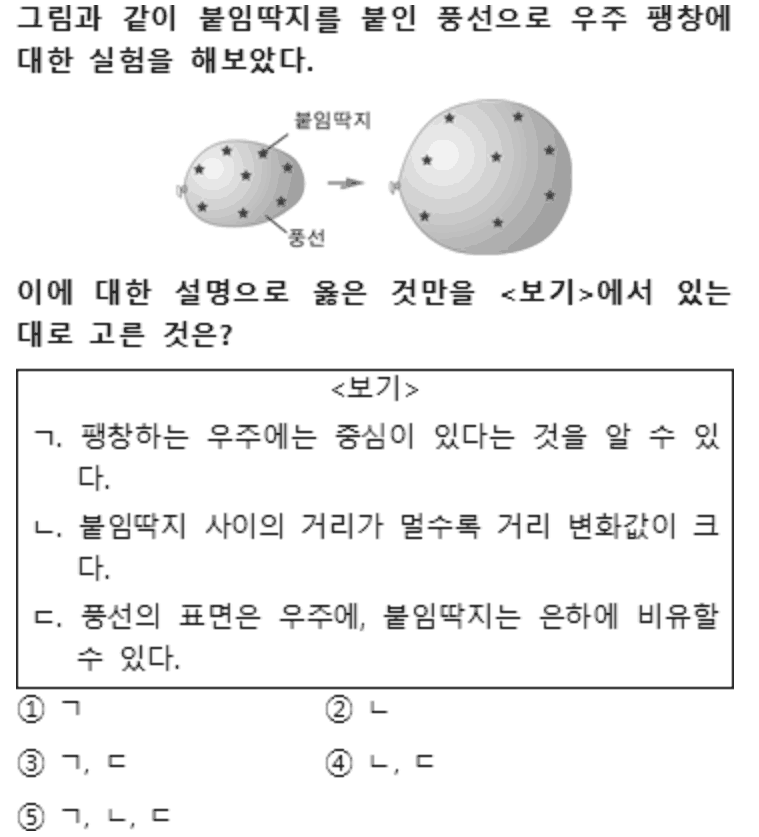 그림과 같이 붙임딱지를 붙인 풍선으로 우주 팽창에
대한 실험을 해보았다.
붙임딱지
풍선
이에 대한 설명으로 옳은 것만을 <보기>에서 있는
대로 고른 것은?
<보기>
ㄱ. 팽창하는 우주에는 중심이 있다는 것을 알 수 있
다.
ㄴ. 붙임딱지 사이의 거리가 멀수록 거리 변화값이 크
다.
ㄷ. 풍선의 표면은 우주에, 붙임딱지는 은하에 비유할
수 있다.
① ㄱ ② ㄴ
③ ㄱ, ㄷ ④ ㄴ, ㄷ
⑤ ㄱ, ㄴ, ㄷ